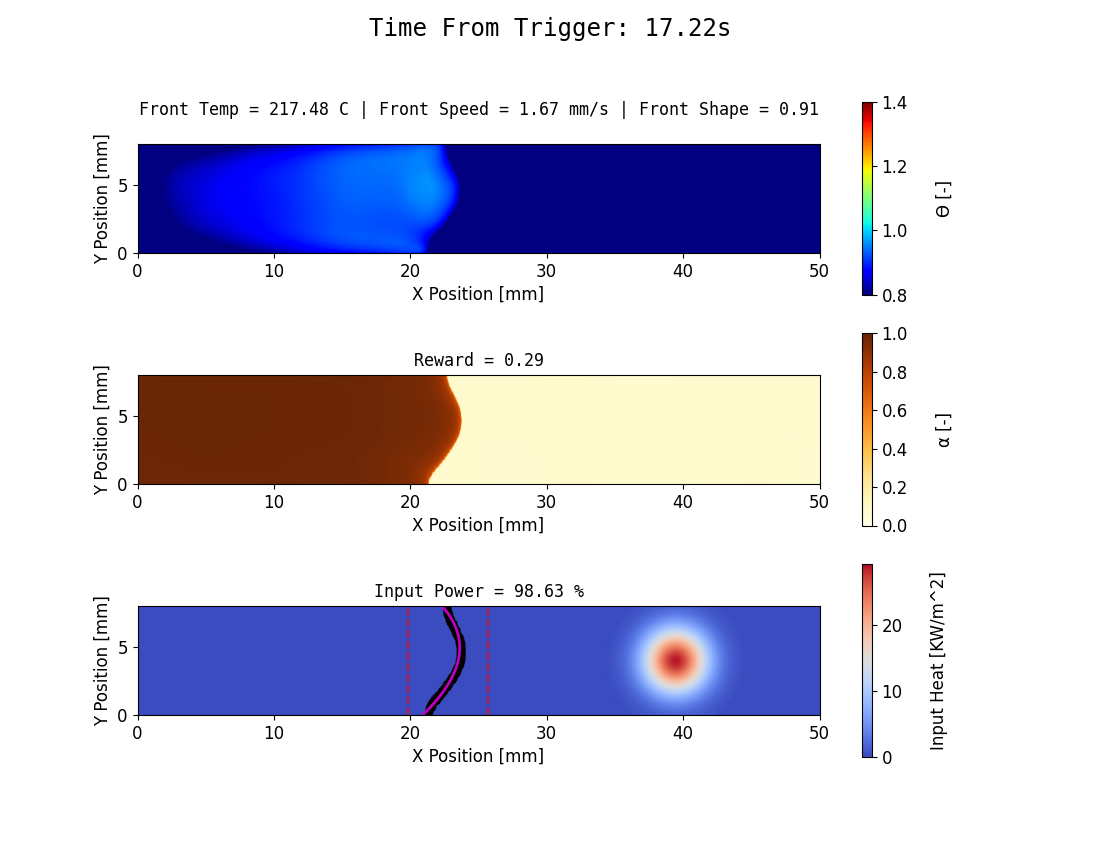 Time From Trigger: 17.22s
Front Temp = 217.48 C | Front Speed = 1.67 mm/s | Front Shape = 0.91
Y Position [mm]
5
0
0 10 20 30 40 50
X Position [mm]
1.4
1.2
1.0
0.8
Θ [-]
Reward = 0.29
Y Position [mm]
5
0
0 10 20 30 40 50
X Position [mm]
1.0
0.8
0.6
0.4
0.2
0.0
α [-]
Input Power = 98.63 %
Y Position [mm]
5
0
0 10 20 30 40 50
X Position [mm]
20
10
0
Input Heat [KW/m^2]